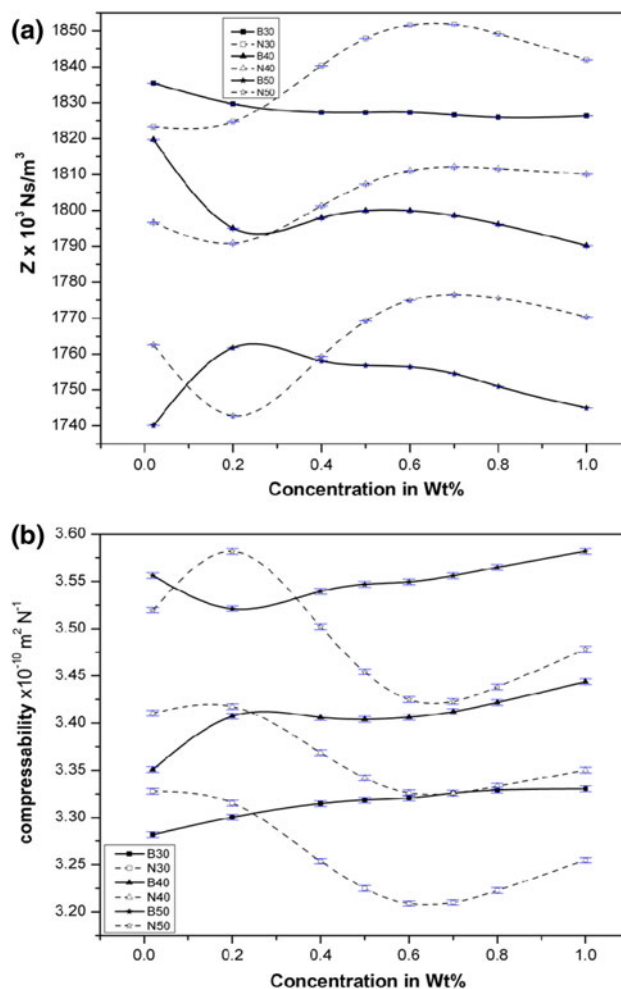 (a)
1850
1840
1830
1820
1810
1800
1790
1780
1770
1760
1750
1740
Z x 10³ Ns/m³
B30
N30
B40
N40
B50
N50
0.0 0.2 0.4 0.6 0.8 1.0
Concentration in Wt%
(b)
3.60
3.55
3.50
3.45
3.40
3.35
3.30
3.25
3.20
compressability x10⁻¹⁰ m² N⁻¹
B30
N30
B40
N40
B50
N50
0.0 0.2 0.4 0.6 0.8 1.0
Concentration in Wt%